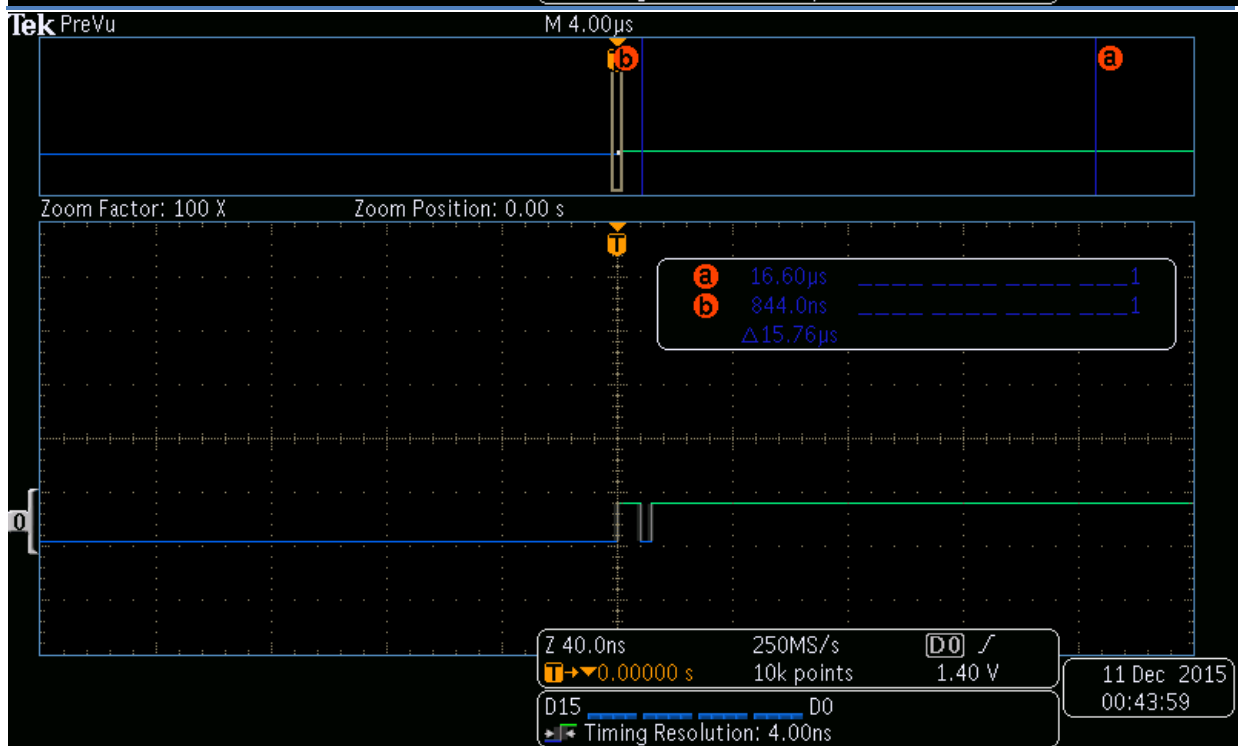 Tek PreVu M 4.00µs
T b a
Zoom Factor: 100 X Zoom Position: 0.00 s
T
a 16.60µs ____ ____ ____ ___1
b 844.0ns ____ ____ ____ ___1
△15.76µs
0
Z 40.0ns 250MS/s D0 /
T→▼0.00000 s 10k points 1.40 V
D15 D0
Timing Resolution: 4.00ns
11 Dec 2015
00:43:59